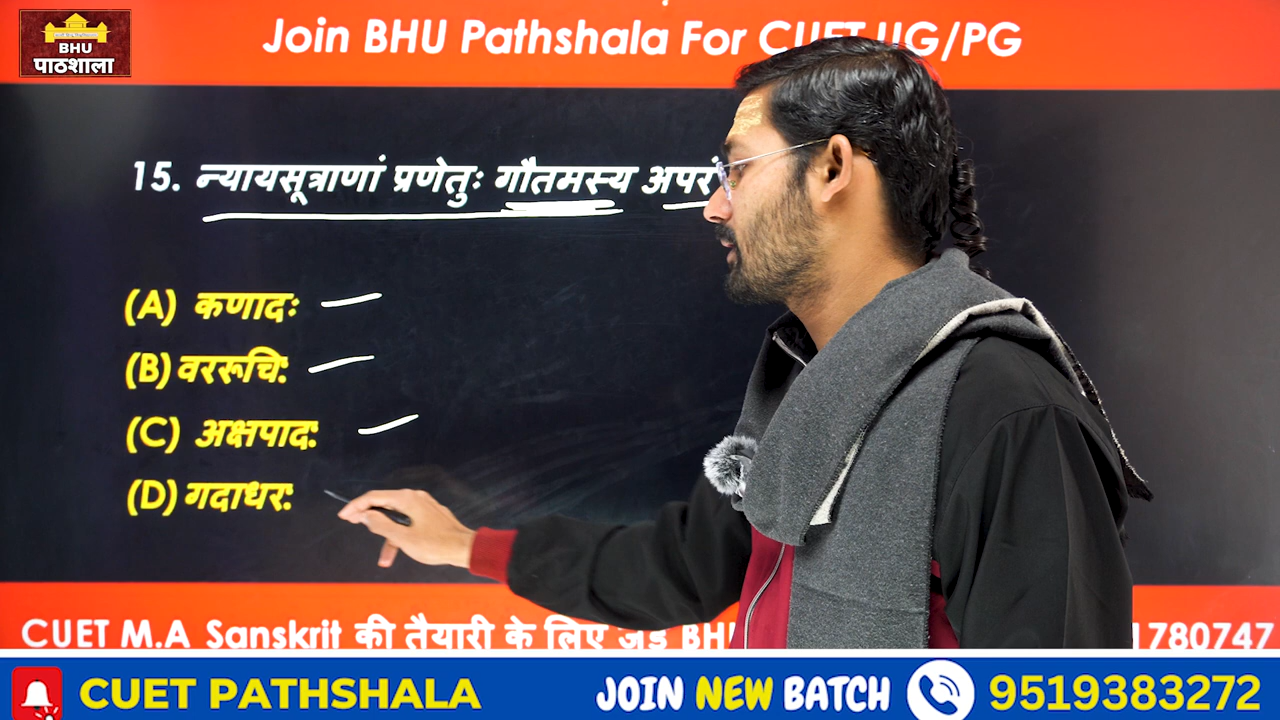 BHU
पाठशाला
Join BHU Pathshala For CUET UG/PG
15. न्यायसूत्राणां प्रणेतुः गौतमस्य अपरं
(A) कणादः
(B) वररूचि:
(C) अक्षपाद:
(D) गदाधर:
CUET M.A Sanskrit की तैयारी के लिए जुड़े BHU 1780747
CUET PATHSHALA
JOIN NEW BATCH
9519383272